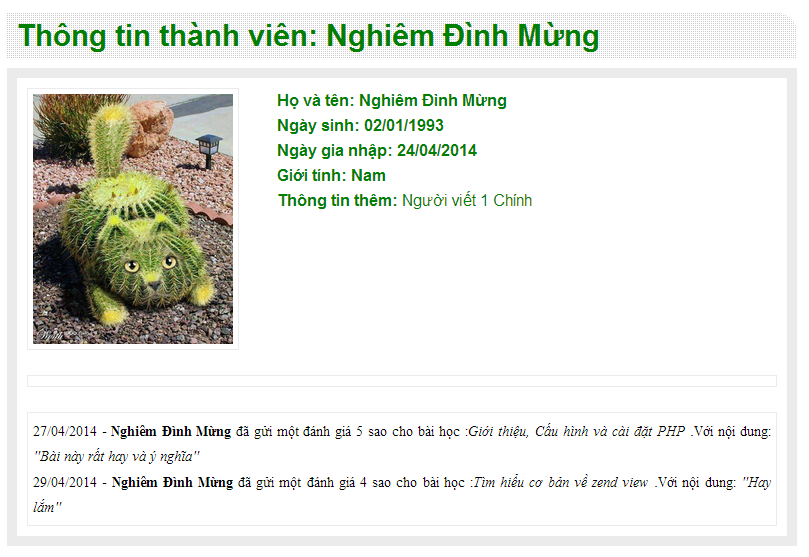 Thông tin thành viên: Nghiêm Đình Mừng
Họ và tên: Nghiêm Đình Mừng
Ngày sinh: 02/01/1993
Ngày gia nhập: 24/04/2014
Giới tính: Nam
Thông tin thêm: Người viết 1 Chính
27/04/2014 - Nghiêm Đình Mừng đã gửi một đánh giá 5 sao cho bài học :Giới thiệu, Cấu hình và cài đặt PHP .Với nội dung:
"Bài này rất hay và ý nghĩa"
29/04/2014 - Nghiêm Đình Mừng đã gửi một đánh giá 4 sao cho bài học :Tìm hiểu cơ bản về zend view .Với nội dung: "Hay
lắm"